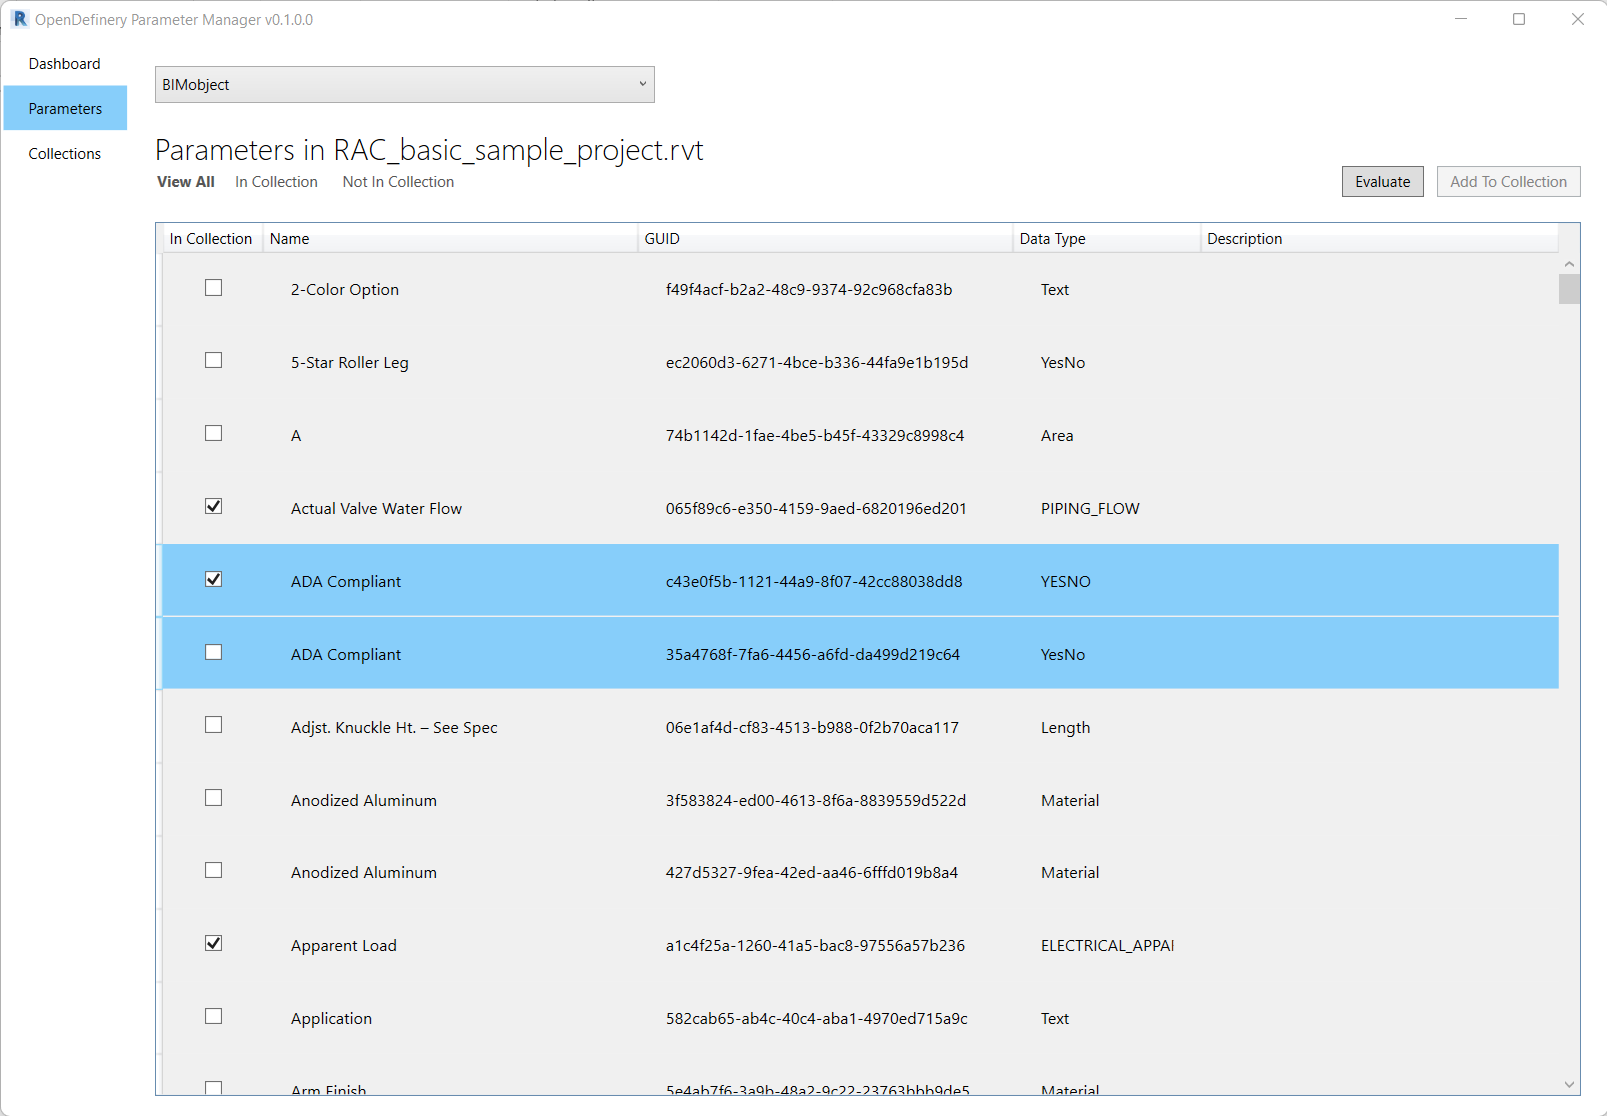 OpenDefinery Parameter Manager v0.1.0.0
Dashboard
Parameters
Collections
BIMobject
Parameters in RAC_basic_sample_project.rvt
View All In Collection Not In Collection
Evaluate Add To Collection
In Collection Name GUID Data Type Description
2-Color Option f49f4acf-b2a2-48c9-9374-92c968cfa83b Text
5-Star Roller Leg ec2060d3-6271-4bce-b336-44fa9e1b195d YesNo
A 74b1142d-1fae-4be5-b45f-43329c8998c4 Area
Actual Valve Water Flow 065f89c6-e350-4159-9aed-6820196ed201 PIPING_FLOW
ADA Compliant c43e0f5b-1121-44a9-8f07-42cc88038dd8 YESNO
ADA Compliant 35a4768f-7fa6-4456-a6fd-da499d219c64 YesNo
Adjst. Knuckle Ht. – See Spec 06e1af4d-cf83-4513-b988-0f2b70aca117 Length
Anodized Aluminum 3f583824-ed00-4613-8f6a-8839559d522d Material
Anodized Aluminum 427d5327-9fea-42ed-aa46-6fffd019b8a4 Material
Apparent Load a1c4f25a-1260-41a5-bac8-97556a57b236 ELECTRICAL_APPAI
Application 582cab65-ab4c-40c4-aba1-4970ed715a9c Text
Arm Finish 5e4ab7f6-3a9b-48a2-9c22-23763bbb9de5 Material